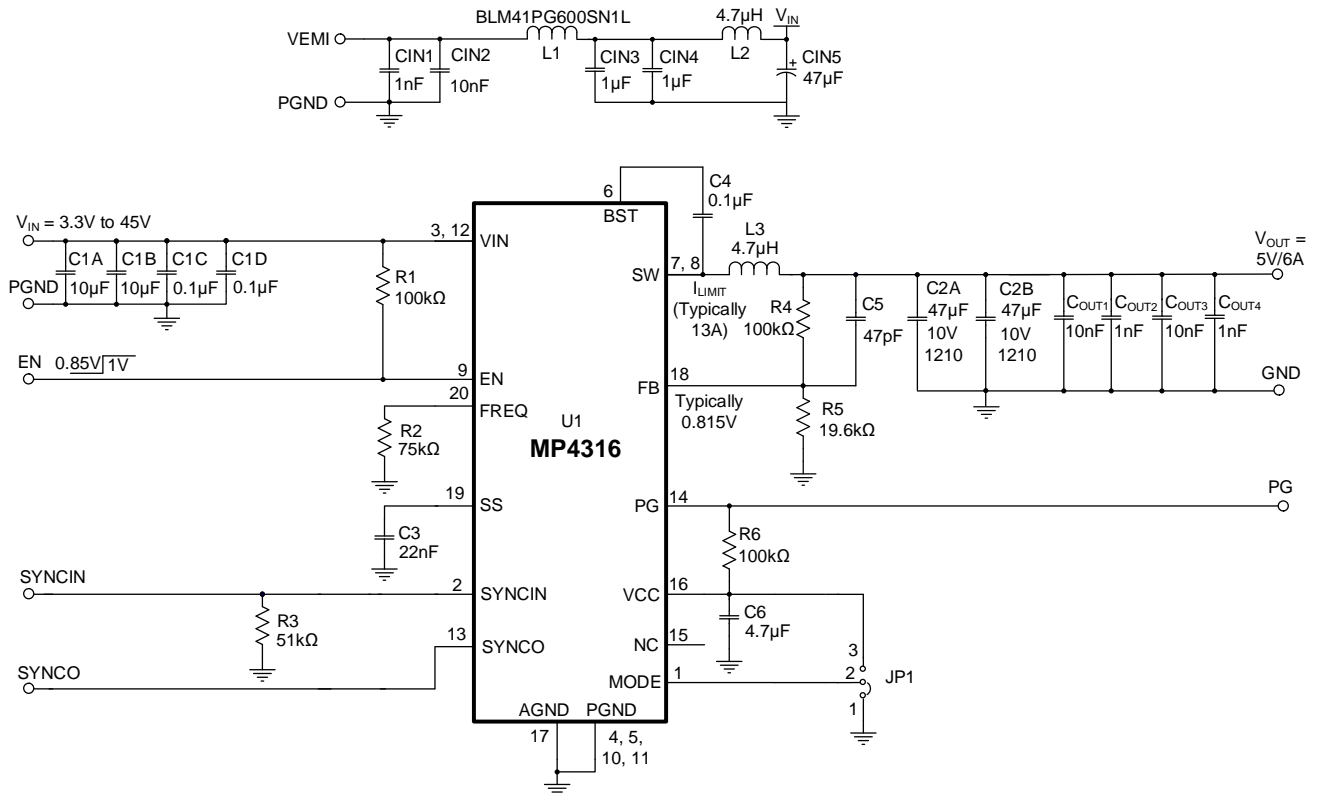 BLM41PG600SN1L
4.7µH
VIN
VEMI
L1
L2
CIN1
1nF
CIN2
10nF
CIN3
1µF
CIN4
1µF
+
CIN5
47µF
PGND
VIN = 3.3V to 45V
C1A
10µF
C1B
10µF
C1C
0.1µF
C1D
0.1µF
PGND
R1
100kΩ
3, 12
VIN
6
BST
C4
0.1µF
L3
4.7µH
7, 8
SW
ILIMIT
(Typically
13A)
R4
100kΩ
C5
47pF
C2A
47µF
10V
1210
C2B
47µF
10V
1210
COUT1
10nF
COUT2
1nF
COUT3
10nF
COUT4
1nF
VOUT =
5V/6A
GND
EN
0.85V
1V
9
EN
20
FREQ
R2
75kΩ
U1
MP4316
18
FB
Typically
0.815V
R5
19.6kΩ
19
SS
C3
22nF
14
PG
PG
R6
100kΩ
SYNCIN
2
SYNCIN
R3
51kΩ
16
VCC
C6
4.7µF
13
SYNCO
SYNCO
15
NC
1
MODE
3
2
1
JP1
AGND
PGND
17
4, 5,
10, 11